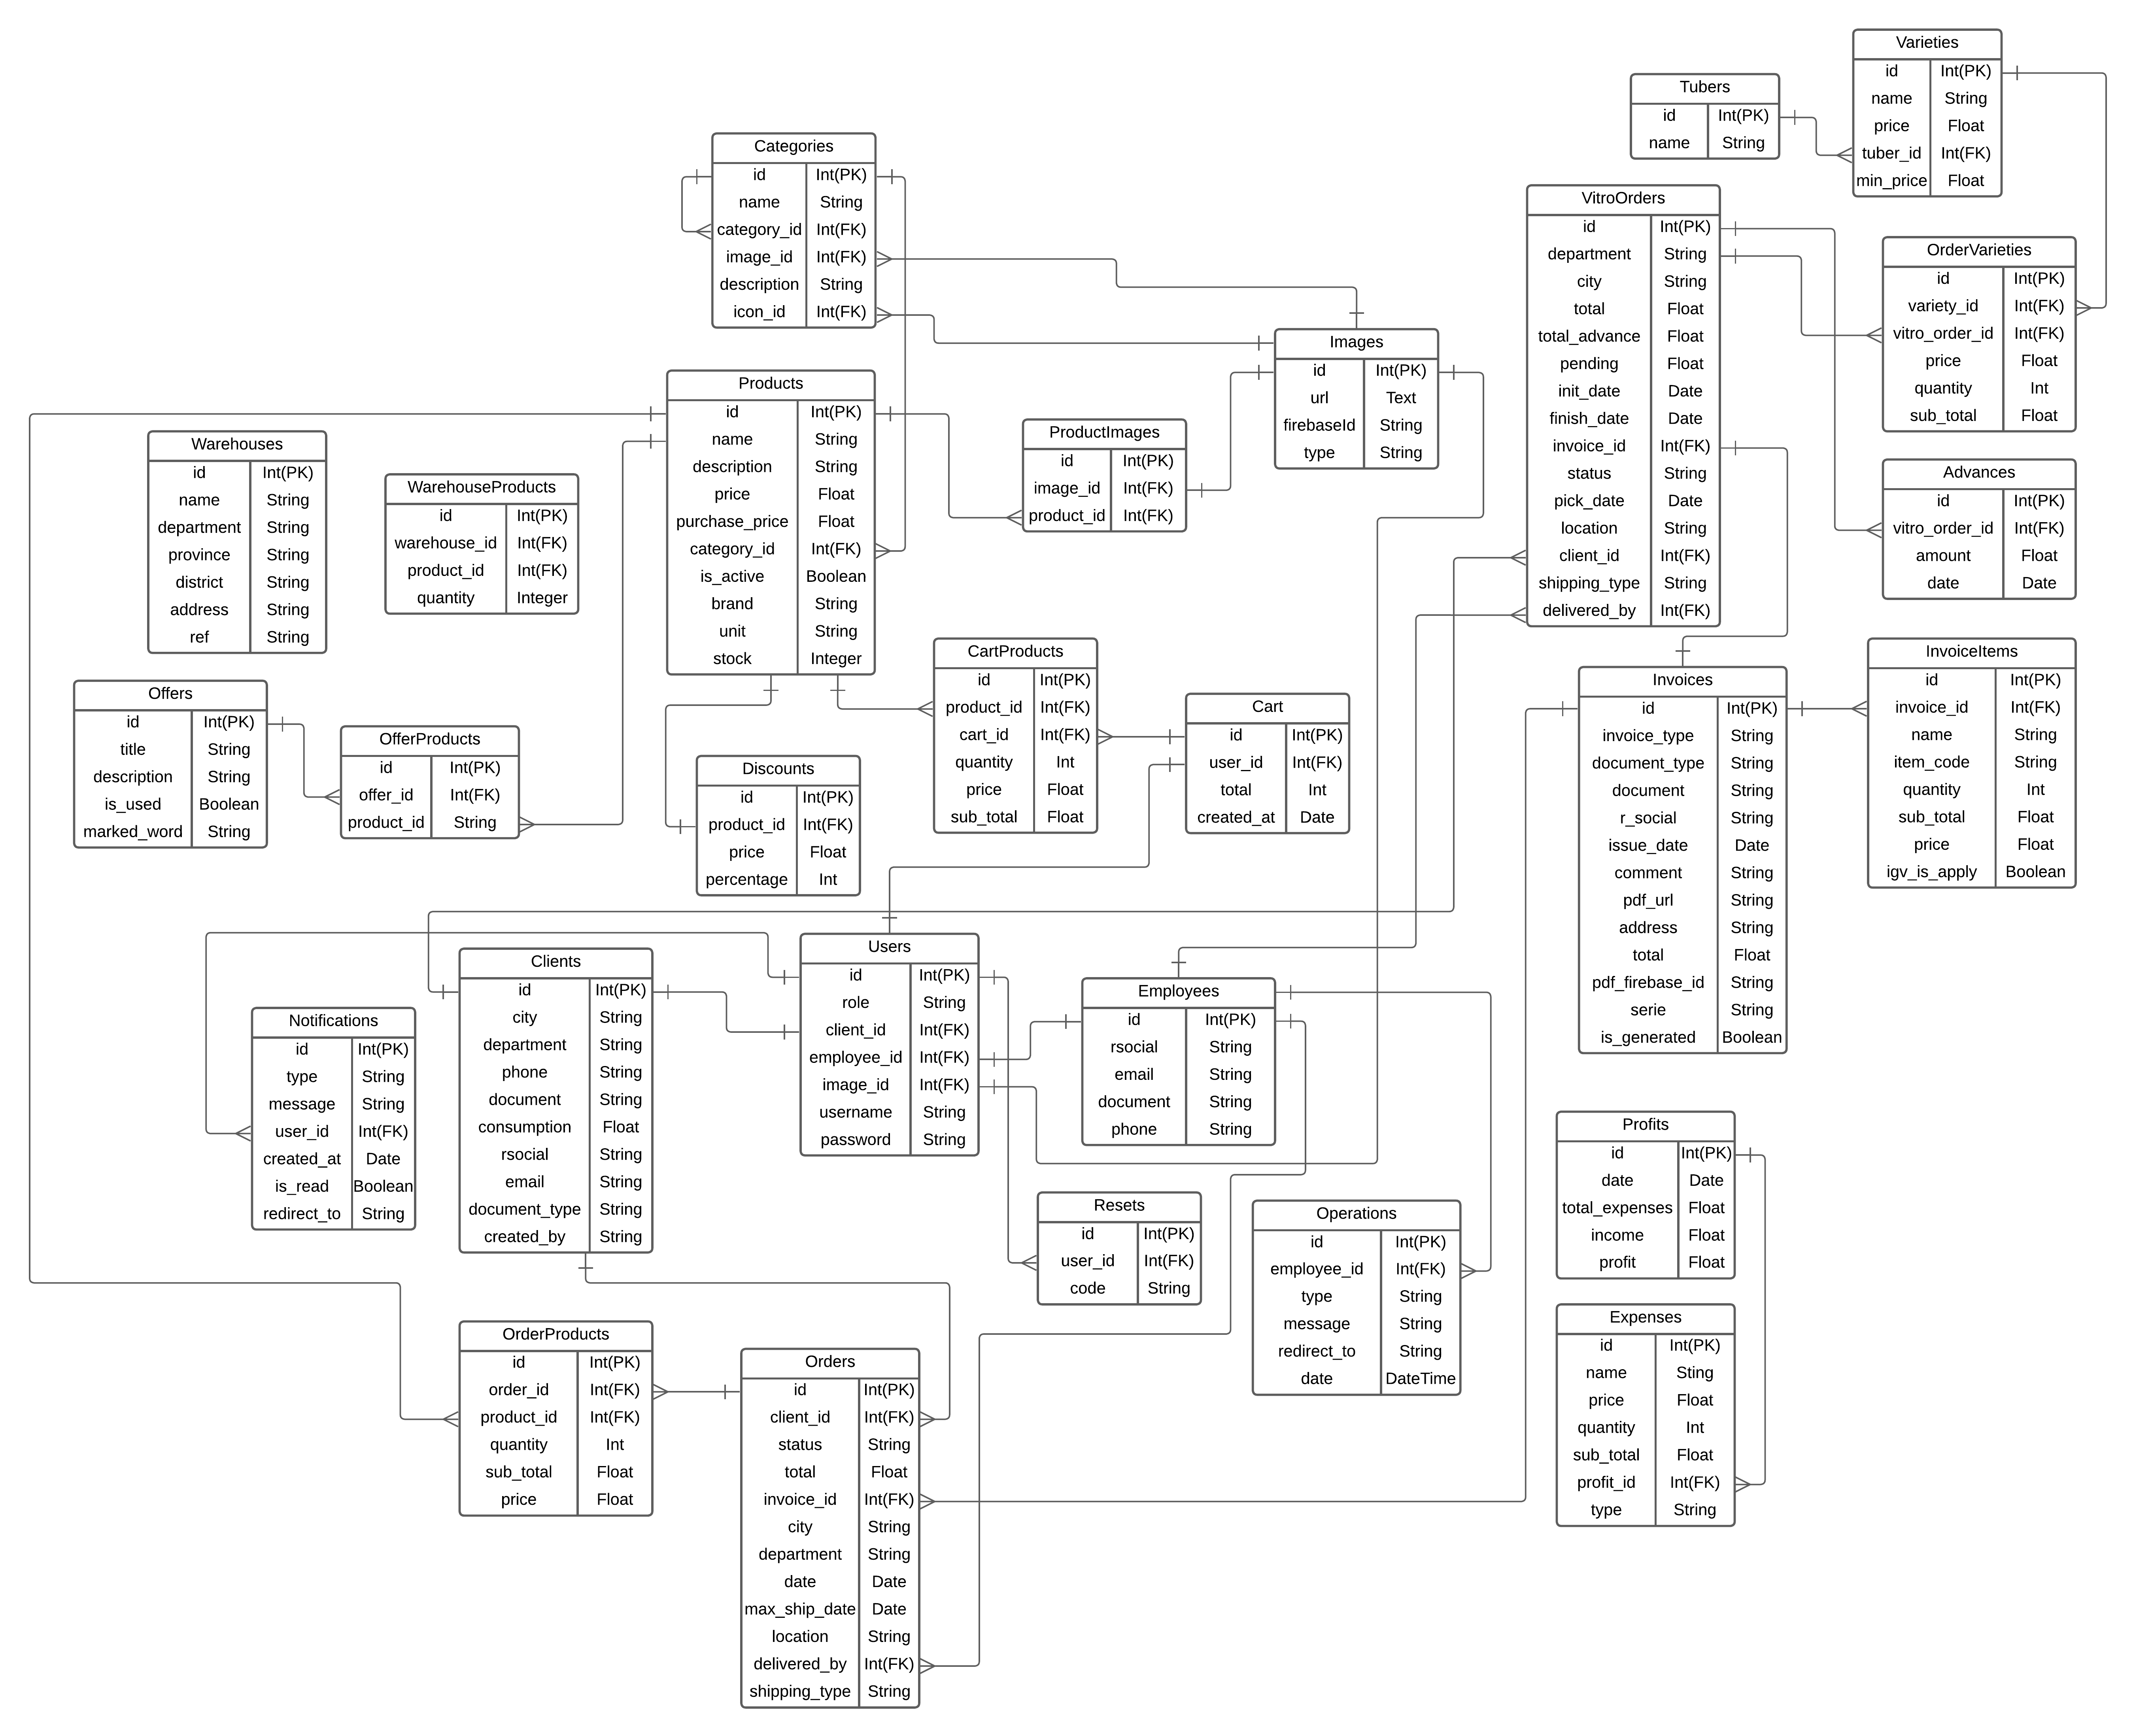 Varieties
id Int(PK)
name String
price Float
tuber_id Int(FK)
min_price Float
Tubers
id Int(PK)
name String
Categories
id Int(PK)
name String
category_id Int(FK)
image_id Int(FK)
description String
icon_id Int(FK)
VitroOrders
id Int(PK)
department String
city String
total Float
total_advance Float
pending Float
init_date Date
finish_date Date
invoice_id Int(FK)
status String
pick_date Date
location String
client_id Int(FK)
shipping_type String
delivered_by Int(FK)
OrderVarieties
id Int(PK)
variety_id Int(FK)
vitro_order_id Int(FK)
price Float
quantity Int
sub_total Float
Images
id Int(PK)
url Text
firebaseId String
type String
Products
id Int(PK)
name String
description String
price Float
purchase_price Float
category_id Int(FK)
is_active Boolean
brand String
unit String
stock Integer
ProductImages
id Int(PK)
image_id Int(FK)
product_id Int(FK)
Warehouses
id Int(PK)
name String
department String
province String
district String
address String
ref String
WarehouseProducts
id Int(PK)
warehouse_id Int(FK)
product_id Int(FK)
quantity Integer
Advances
id Int(PK)
vitro_order_id Int(FK)
amount Float
date Date
CartProducts
id Int(PK)
product_id Int(FK)
cart_id Int(FK)
quantity Int
price Float
sub_total Float
Cart
id Int(PK)
user_id Int(FK)
total Int
created_at Date
Invoices
id Int(PK)
invoice_type String
document_type String
document String
r_social String
issue_date Date
comment String
pdf_url String
address String
total Float
pdf_firebase_id String
serie String
is_generated Boolean
InvoiceItems
id Int(PK)
invoice_id Int(FK)
name String
item_code String
quantity Int
sub_total Float
price Float
igv_is_apply Boolean
Offers
id Int(PK)
title String
description String
is_used Boolean
marked_word String
OfferProducts
id Int(PK)
offer_id Int(FK)
product_id String
Discounts
id Int(PK)
product_id Int(FK)
price Float
percentage Int
Users
id Int(PK)
role String
client_id Int(FK)
employee_id Int(FK)
image_id Int(FK)
username String
password String
Clients
id Int(PK)
city String
department String
phone String
document String
consumption Float
rsocial String
email String
document_type String
created_by String
Employees
id Int(PK)
rsocial String
email String
document String
phone String
Notifications
id Int(PK)
type String
message String
user_id Int(FK)
created_at Date
is_read Boolean
redirect_to String
Profits
id Int(PK)
date Date
total_expenses Float
income Float
profit Float
Resets
id Int(PK)
user_id Int(FK)
code String
Operations
id Int(PK)
employee_id Int(FK)
type String
message String
redirect_to String
date DateTime
Expenses
id Int(PK)
name Sting
price Float
quantity Int
sub_total Float
profit_id Int(FK)
type String
OrderProducts
id Int(PK)
order_id Int(FK)
product_id Int(FK)
quantity Int
sub_total Float
price Float
Orders
id Int(PK)
client_id Int(FK)
status String
total Float
invoice_id Int(FK)
city String
department String
date Date
max_ship_date Date
location String
delivered_by Int(FK)
shipping_type String